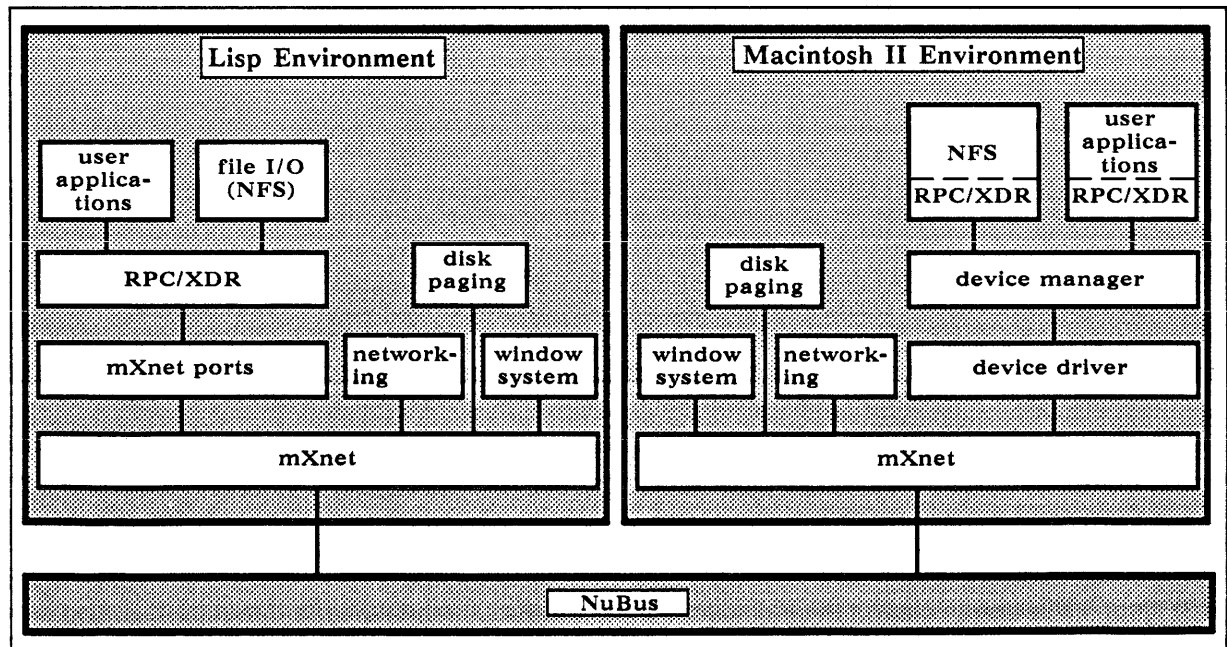 Lisp Environment
user
applica-
tions
file I/O
(NFS)
RPC/XDR
disk
paging
mXnet ports
network-
ing
window
system
mXnet
Macintosh II Environment
NFS
RPC/XDR
user
applica-
tions
RPC/XDR
disk
paging
device manager
window
system
network-
ing
device driver
mXnet
NuBus